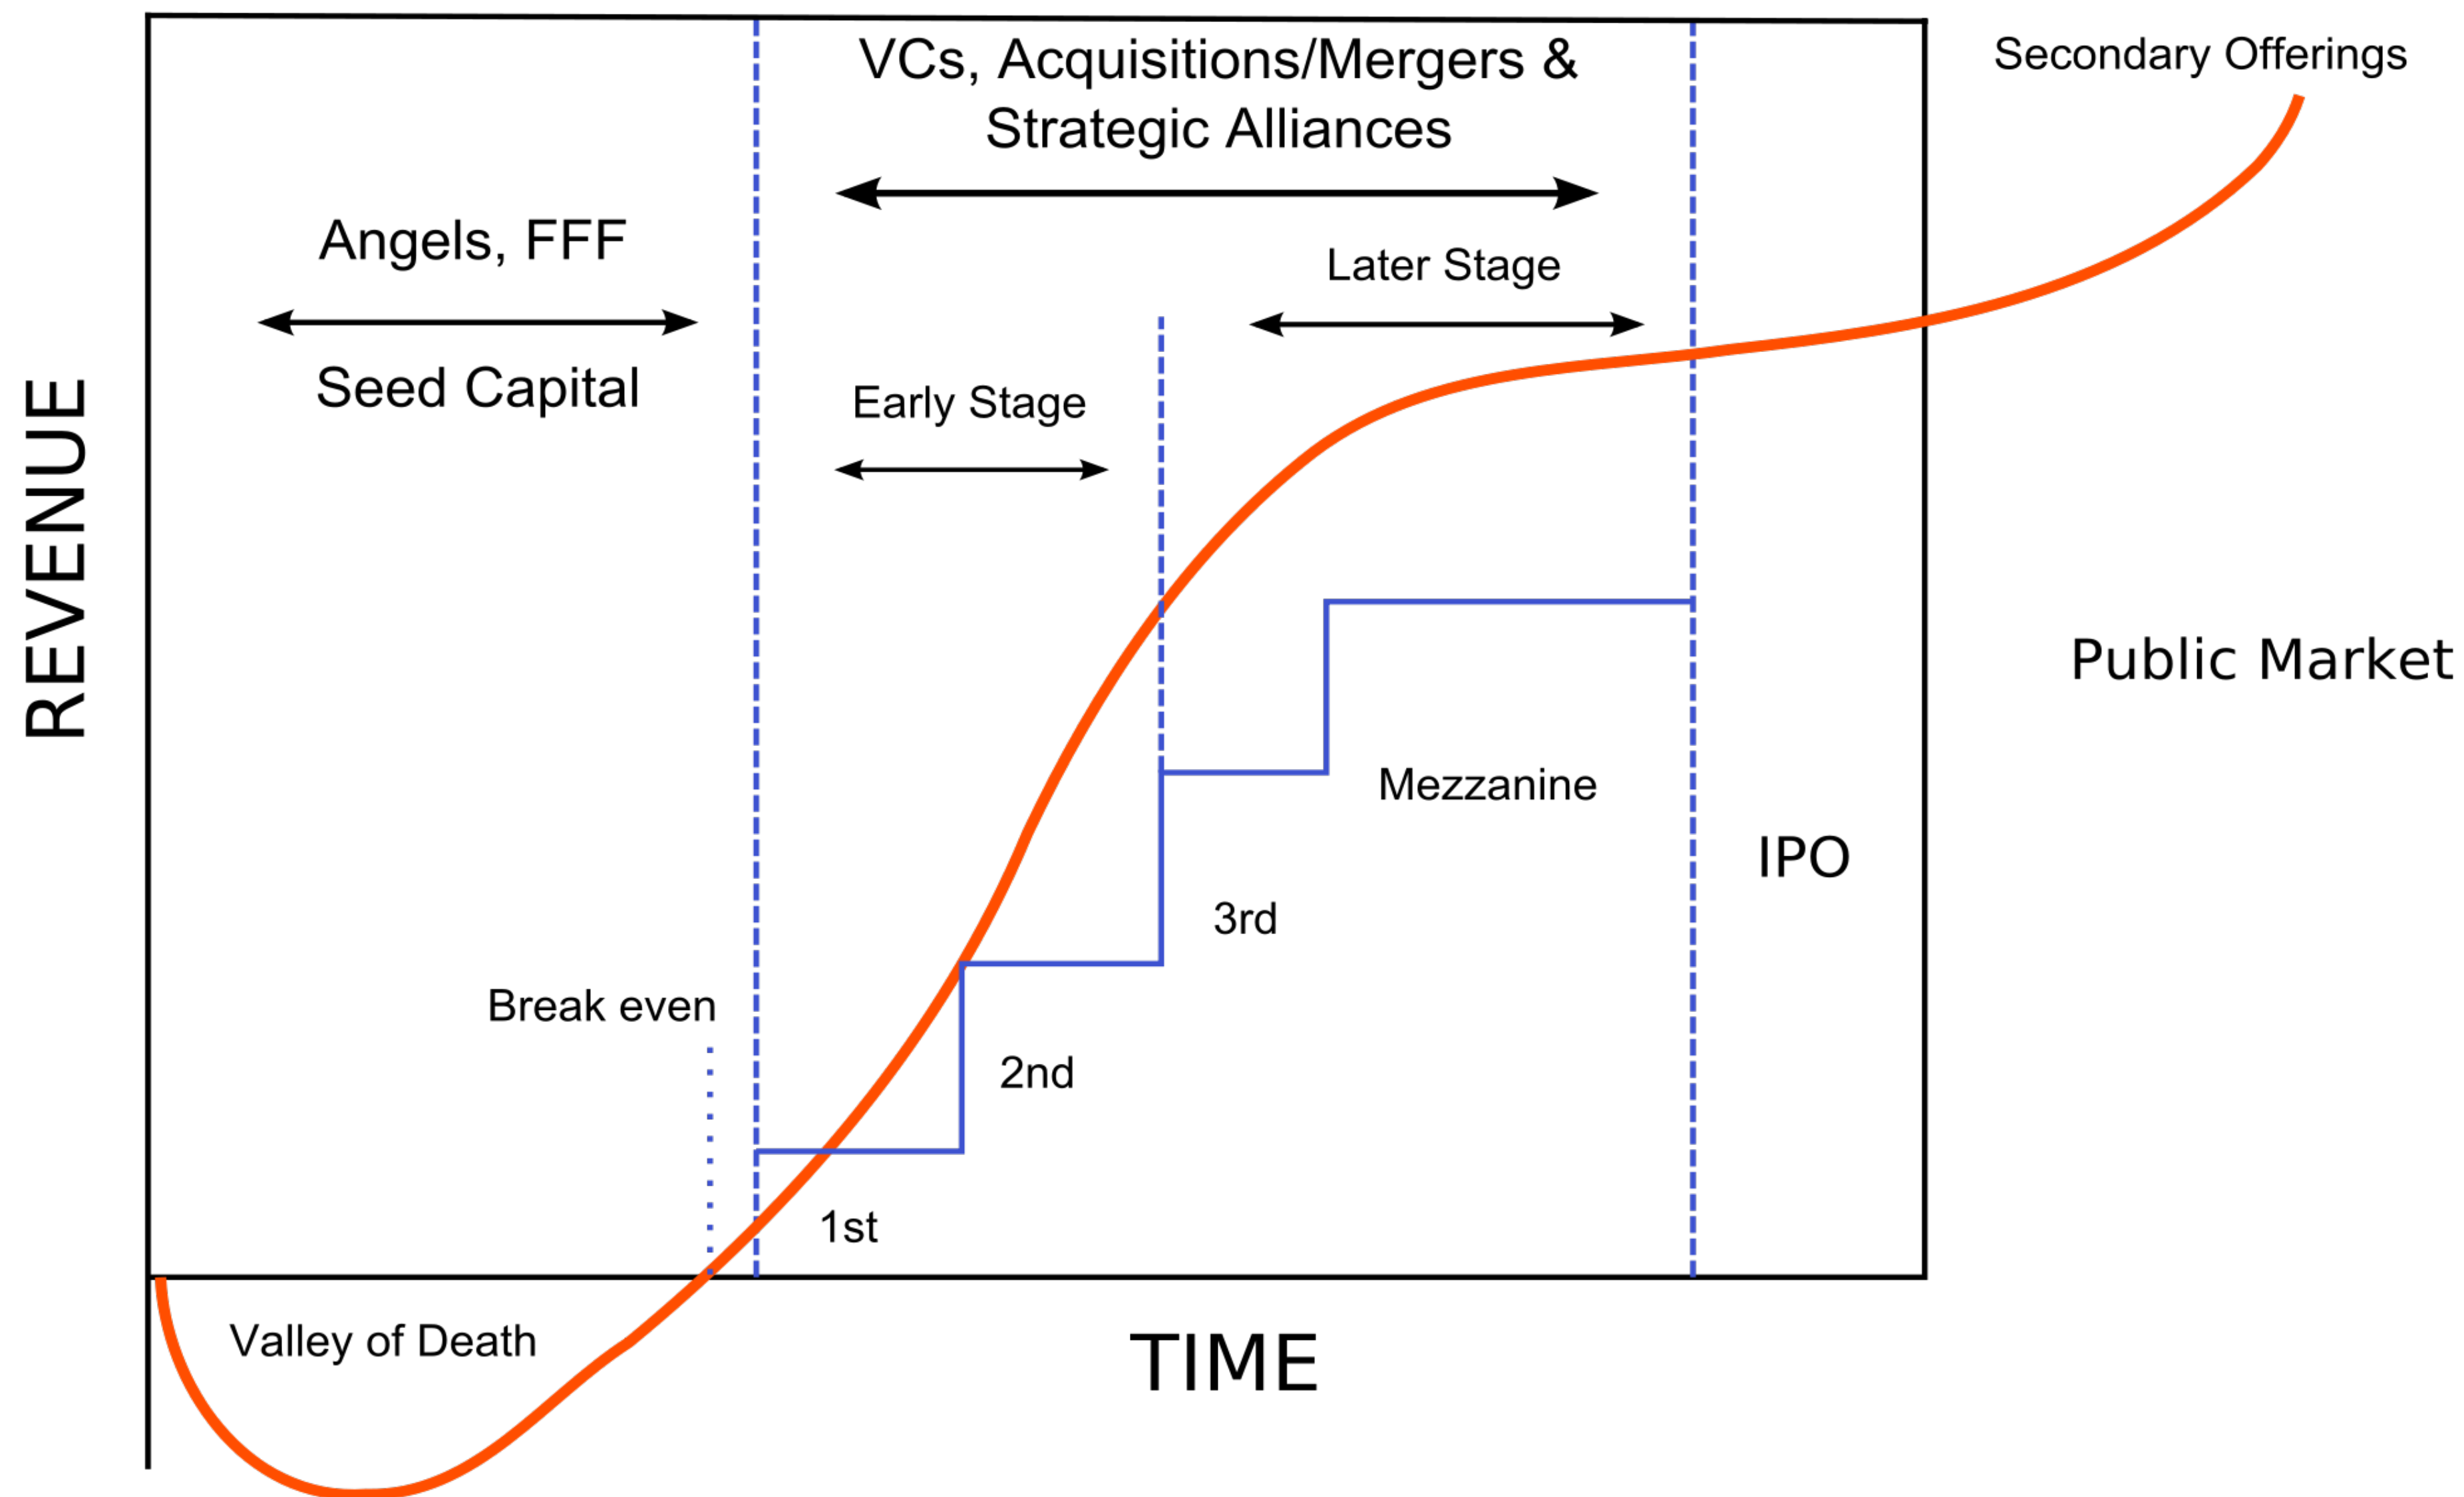 VCs, Acquisitions/Mergers &
Strategic Alliances
Secondary Offerings
Angels, FFF
Seed Capital
Later Stage
Early Stage
REVENUE
Public Market
Mezzanine
IPO
3rd
Break even
2nd
1st
Valley of Death
TIME